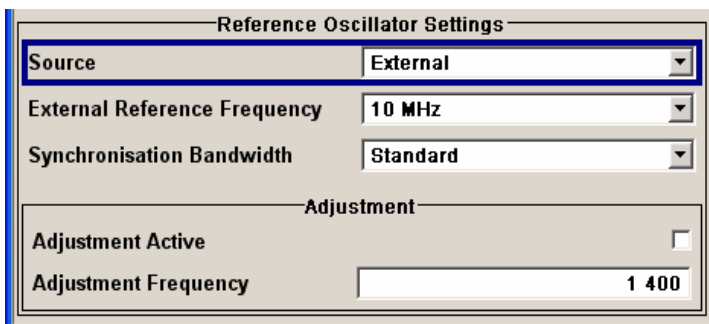 Reference Oscillator Settings
Source External
External Reference Frequency 10 MHz
Synchronisation Bandwidth Standard
Adjustment
Adjustment Active
Adjustment Frequency 1 400